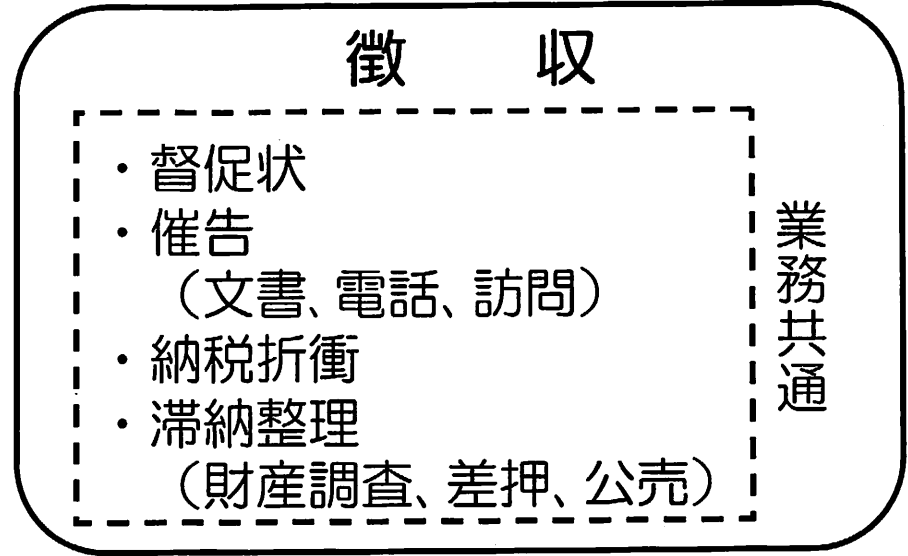 徴収
・督促状
・催告
（文書、電話、訪問）
・納税折衝
・滞納整理
（財産調査、差押、公売）
業務共通